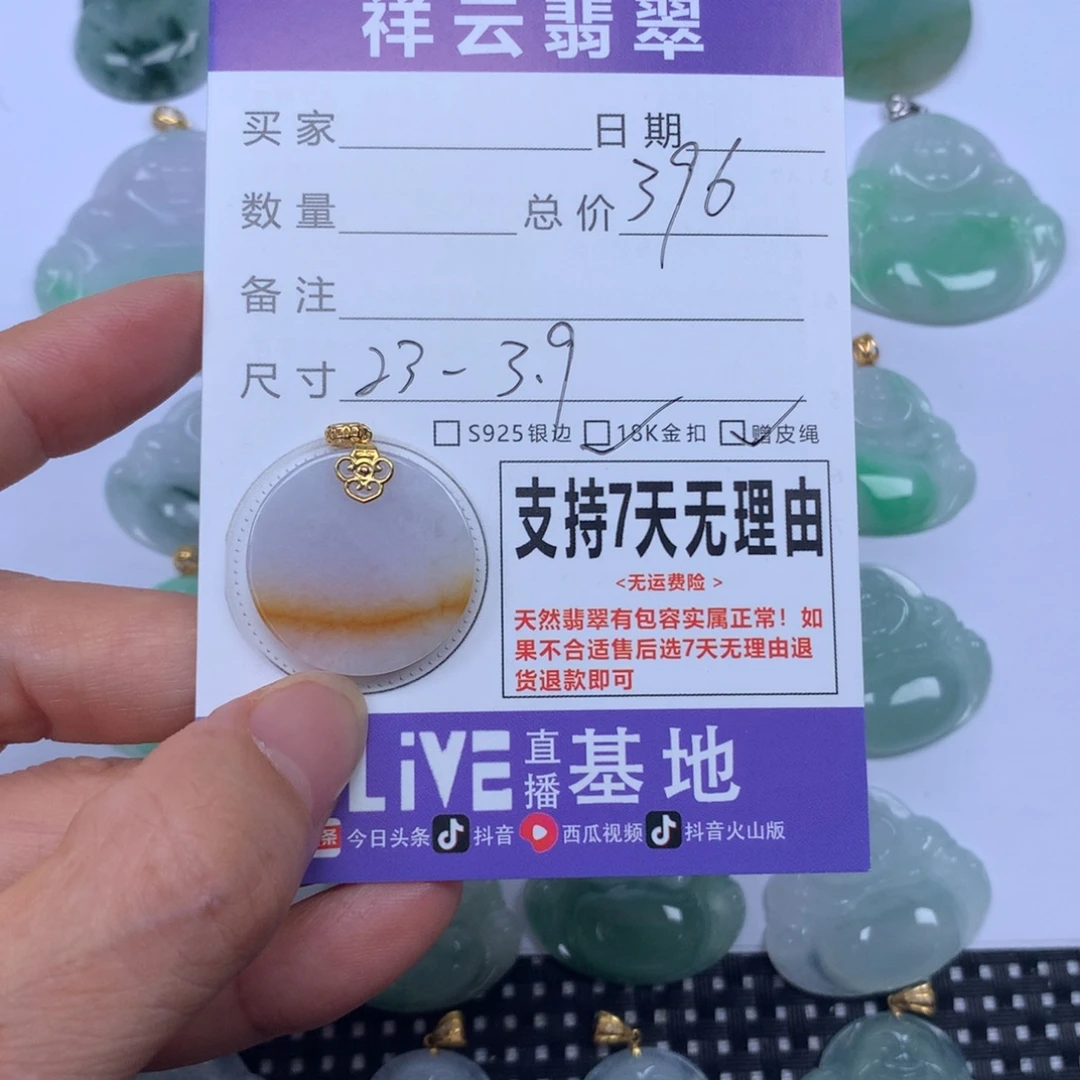 祥云翡翠
买家 日期
数量 总价 396
备注
尺寸 23-3.9
S925银边 18K金扣 赠皮绳
支持7天无理由
<无运费险>
天然翡翠有包容实属正常！如
果不合适售后选7天无理由退
货退款即可
LiVE 直播 基地
条 今日头条 抖音 西瓜视频 抖音火山版